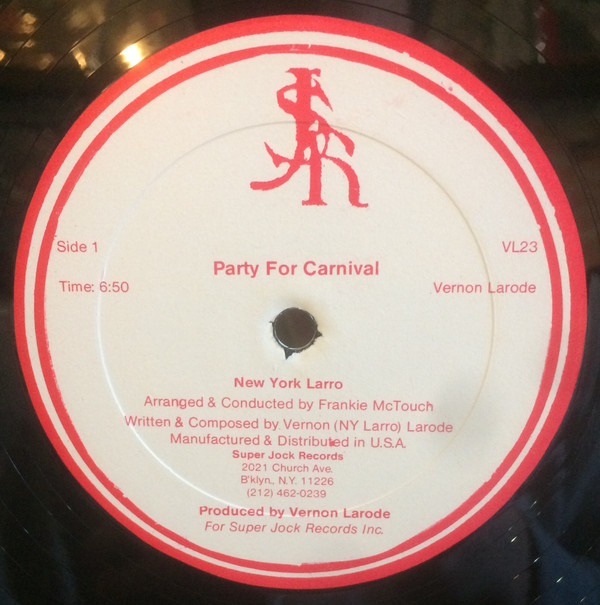 SJR
Side 1
VL23
Party For Carnival
Time: 6:50
Vernon Larode
New York Larro
Arranged & Conducted by Frankie McTouch
Written & Composed by Vernon (NY Larro) Larode
Manufactured & Distributed in U.S.A.
Super Jock Records
2021 Church Ave.
B'klyn., N.Y. 11226
(212) 462-0239
Produced by Vernon Larode
For Super Jock Records Inc.